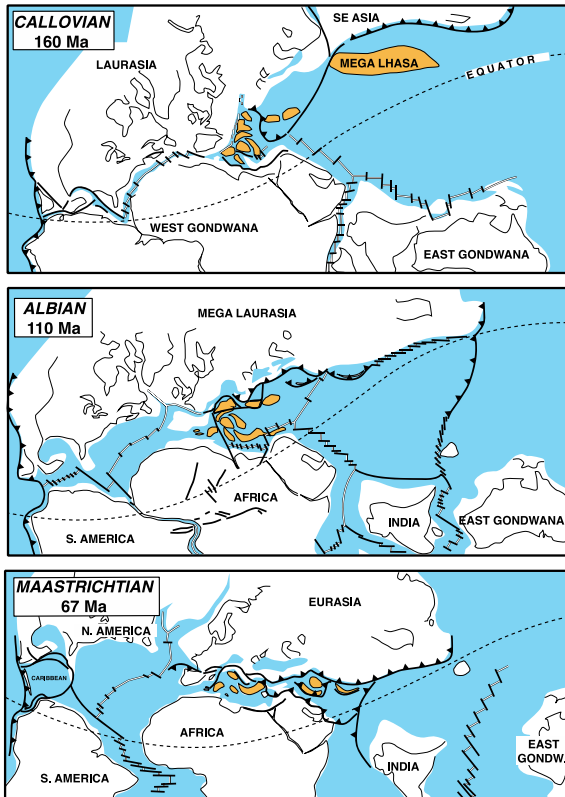 CALLOVIAN
160 Ma
SE ASIA
LAURASIA
MEGA LHASA
EQUATOR
WEST GONDWANA
EAST GONDWANA
ALBIAN
110 Ma
MEGA LAURASIA
AFRICA
INDIA
EAST GONDWANA
S. AMERICA
MAASTRICHTIAN
67 Ma
N. AMERICA
EURASIA
CARIBBEAN
AFRICA
INDIA
EAST
GONDW.
S. AMERICA